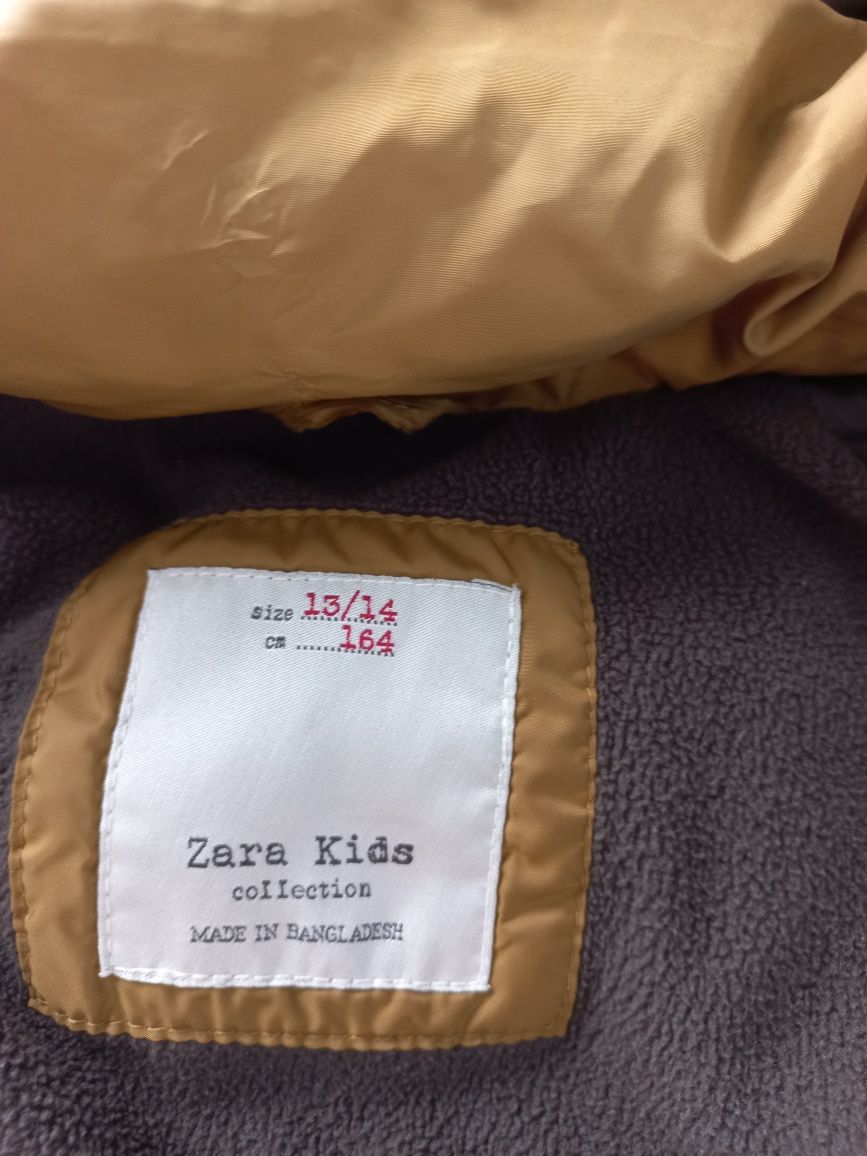 size 13/14
cm ......164
Zara Kids
collection
MADE IN BANGLADESH